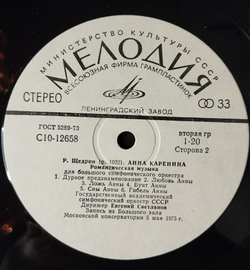 МИНИСТЕРСТВО КУЛЬТУРЫ СССР
МЕЛОДИЯ
ВСЕСОЮЗНАЯ ФИРМА ГРАМПЛАСТИНОК
СТЕРЕО
33
ЛЕНИНГРАДСКИЙ ЗАВОД
ГОСТ 5289-73
С10-12658
вторая гр
1-20
Сторона 2
Р. Щедрин (р. 1932). АННА КАРЕНИНА
Романтическая музыка
для большого симфонического оркестра
1. Дурное предзнаменование 2. Любовь Анны
3. Ложь Анны 4. Бунт Анны
5. Сны Анны 6. Гибель Анны
Государственный академический
симфонический оркестр СССР
Дирижер Евгений Светланов
Запись из Большого зала
Московской консерватории 5 мая 1975 г.